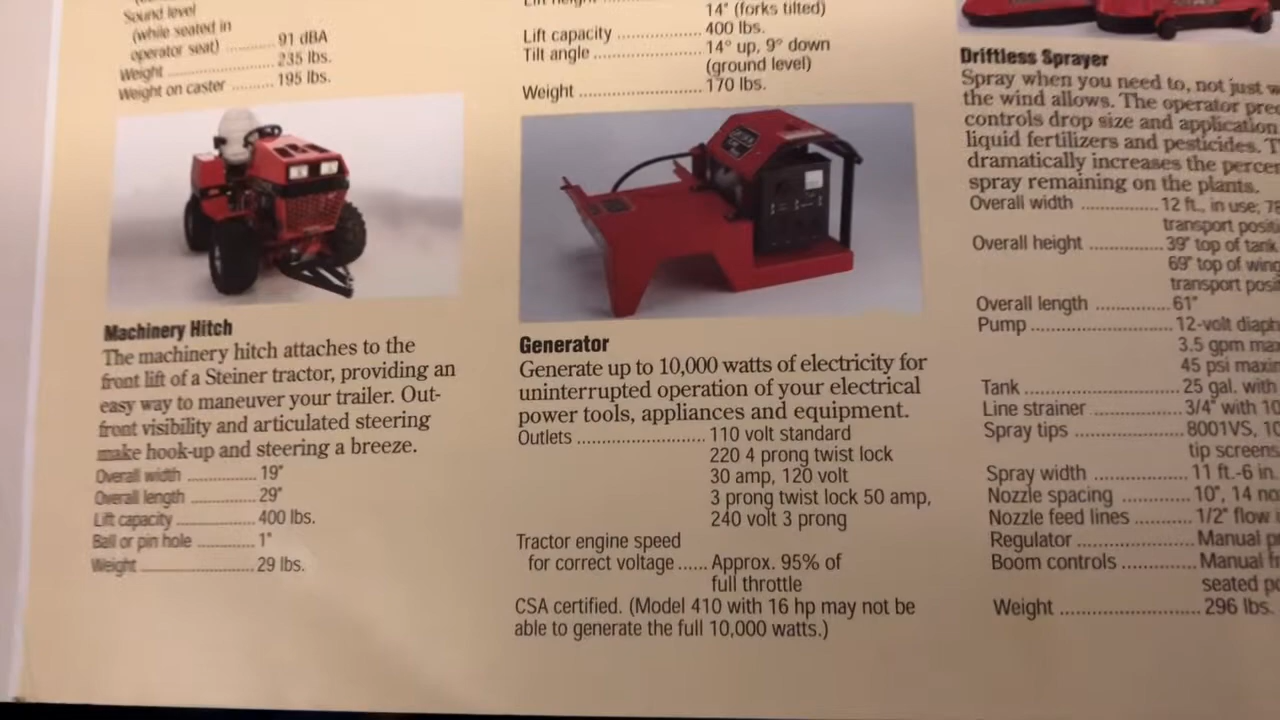 Sound level
(while seated in
operator seat) .......... 91 dBA
Weight ..................... 235 lbs.
Weight on caster ......... 195 lbs.
Machinery Hitch
The machinery hitch attaches to the
front lift of a Steiner tractor, providing an
easy way to maneuver your trailer. Out-
front visibility and articulated steering
make hook-up and steering a breeze.
Overall width .............. 19"
Overall length ............. 29"
Lift capacity ................ 400 lbs.
Ball or pin hole ............ 1"
Weight ....................... 29 lbs.
14" (forks tilted)
Lift capacity ................ 400 lbs.
Tilt angle .................... 14° up, 9° down
(ground level)
Weight ....................... 170 lbs.
Generator
Generate up to 10,000 watts of electricity for
uninterrupted operation of your electrical
power tools, appliances and equipment.
Outlets ........................ 110 volt standard
220 4 prong twist lock
30 amp, 120 volt
3 prong twist lock 50 amp,
240 volt 3 prong
Tractor engine speed
for correct voltage ...... Approx. 95% of
full throttle
CSA certified. (Model 410 with 16 hp may not be
able to generate the full 10,000 watts.)
Driftless Sprayer
Spray when you need to, not just
the wind allows. The operator
controls drop size and application
liquid fertilizers and pesticides.
dramatically increases the
spray remaining on the plants.
Overall width ............... 12 ft., in use;
transport
Overall height .............. 39" top of tank
69" top of
transport
Overall length .............. 61"
Pump .......................... 12-volt
3.5 gpm
45 psi
Tank ............................ 25 gal. with
Line strainer ................ 3/4" with
Spray tips .................... 8001VS,
tip screens
Spray width ................. 11 ft.-6 in.
Nozzle spacing ............ 10", 14
Nozzle feed lines .......... 1/2" flow
Regulator ..................... Manual
Boom controls .............. Manual
seated
Weight ......................... 296 lbs.